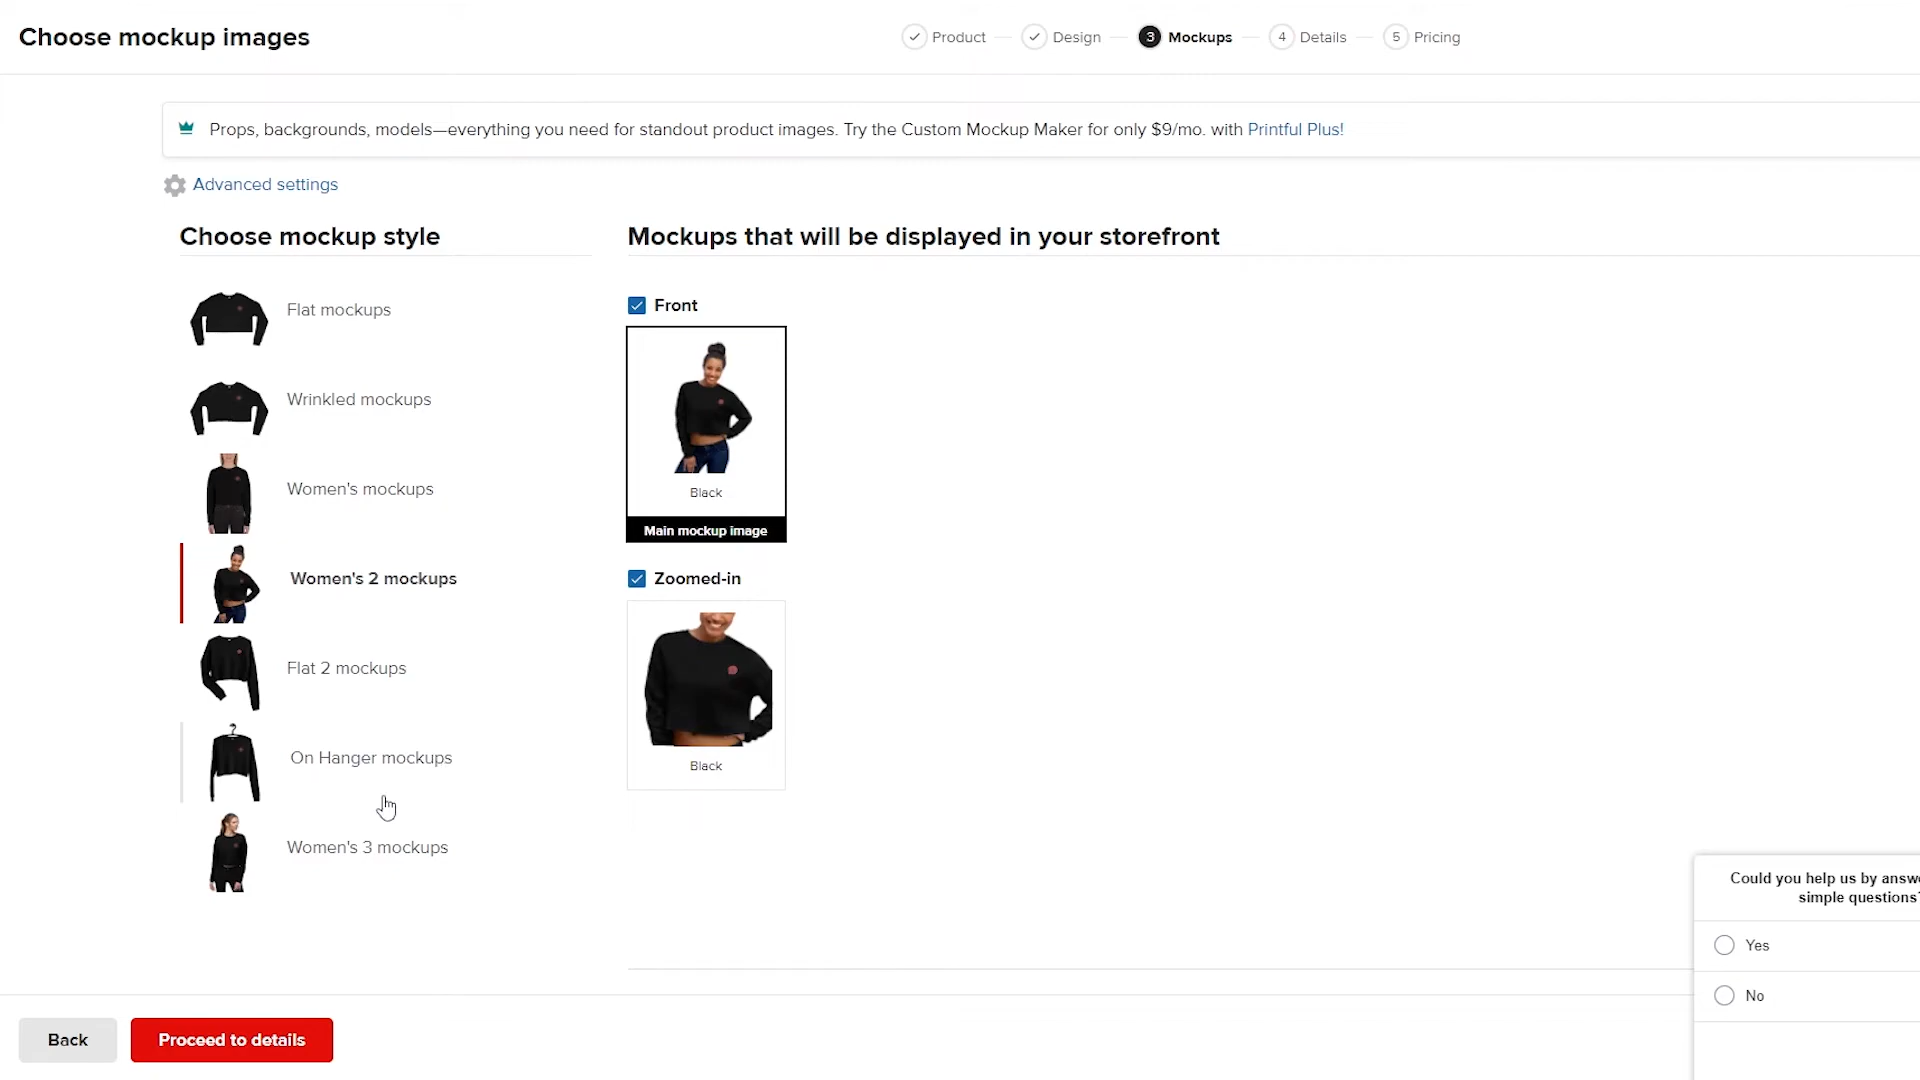 Choose mockup images
Product
Design
3 Mockups
4 Details
5 Pricing
Props, backgrounds, models—everything you need for standout product images. Try the Custom Mockup Maker for only $9/mo. with Printful Plus!
Advanced settings
Choose mockup style
Flat mockups
Wrinkled mockups
Women's mockups
Women's 2 mockups
Flat 2 mockups
On Hanger mockups
Women's 3 mockups
Mockups that will be displayed in your storefront
Front
Black
Main mockup image
Zoomed-in
Black
Could you help us by answe
simple questions?
Yes
No
Back
Proceed to details